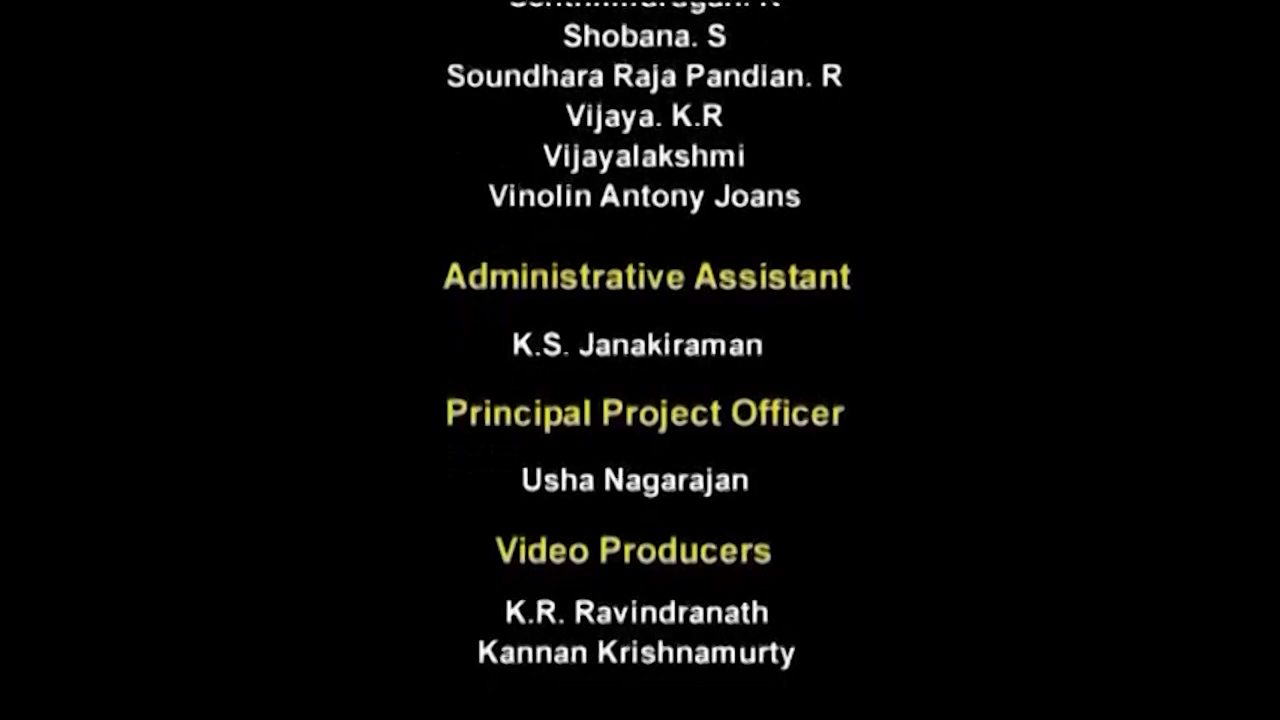 Shobana. S
Soundhara Raja Pandian. R
Vijaya. K.R
Vijayalakshmi
Vinolin Antony Joans
Administrative Assistant
K.S. Janakiraman
Principal Project Officer
Usha Nagarajan
Video Producers
K.R. Ravindranath
Kannan Krishnamurty